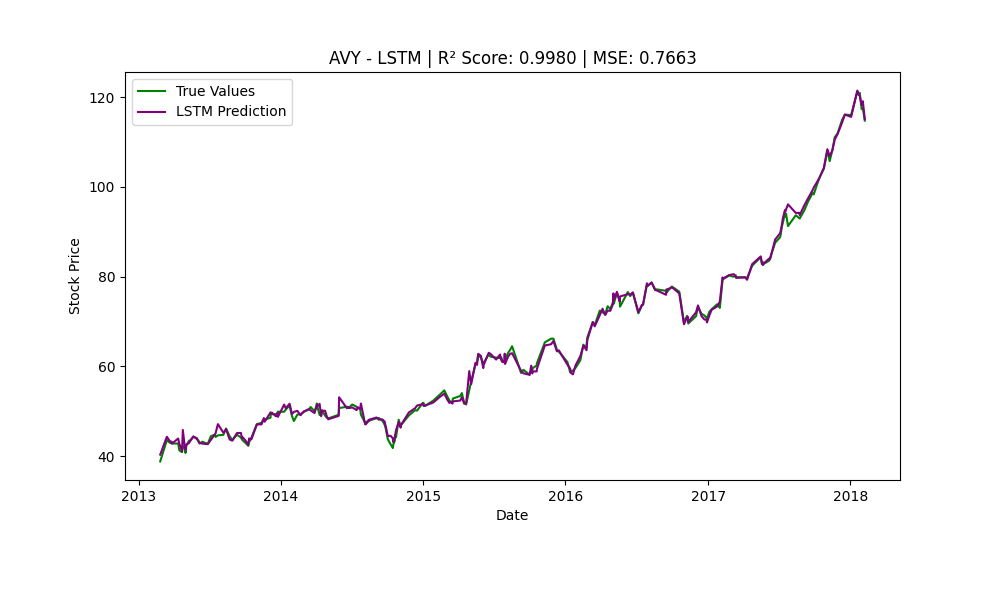 AVY - LSTM | R² Score: 0.9980 | MSE: 0.7663
True Values
LSTM Prediction
120
100
80
60
40
Stock Price
2013 2014 2015 2016 2017 2018
Date